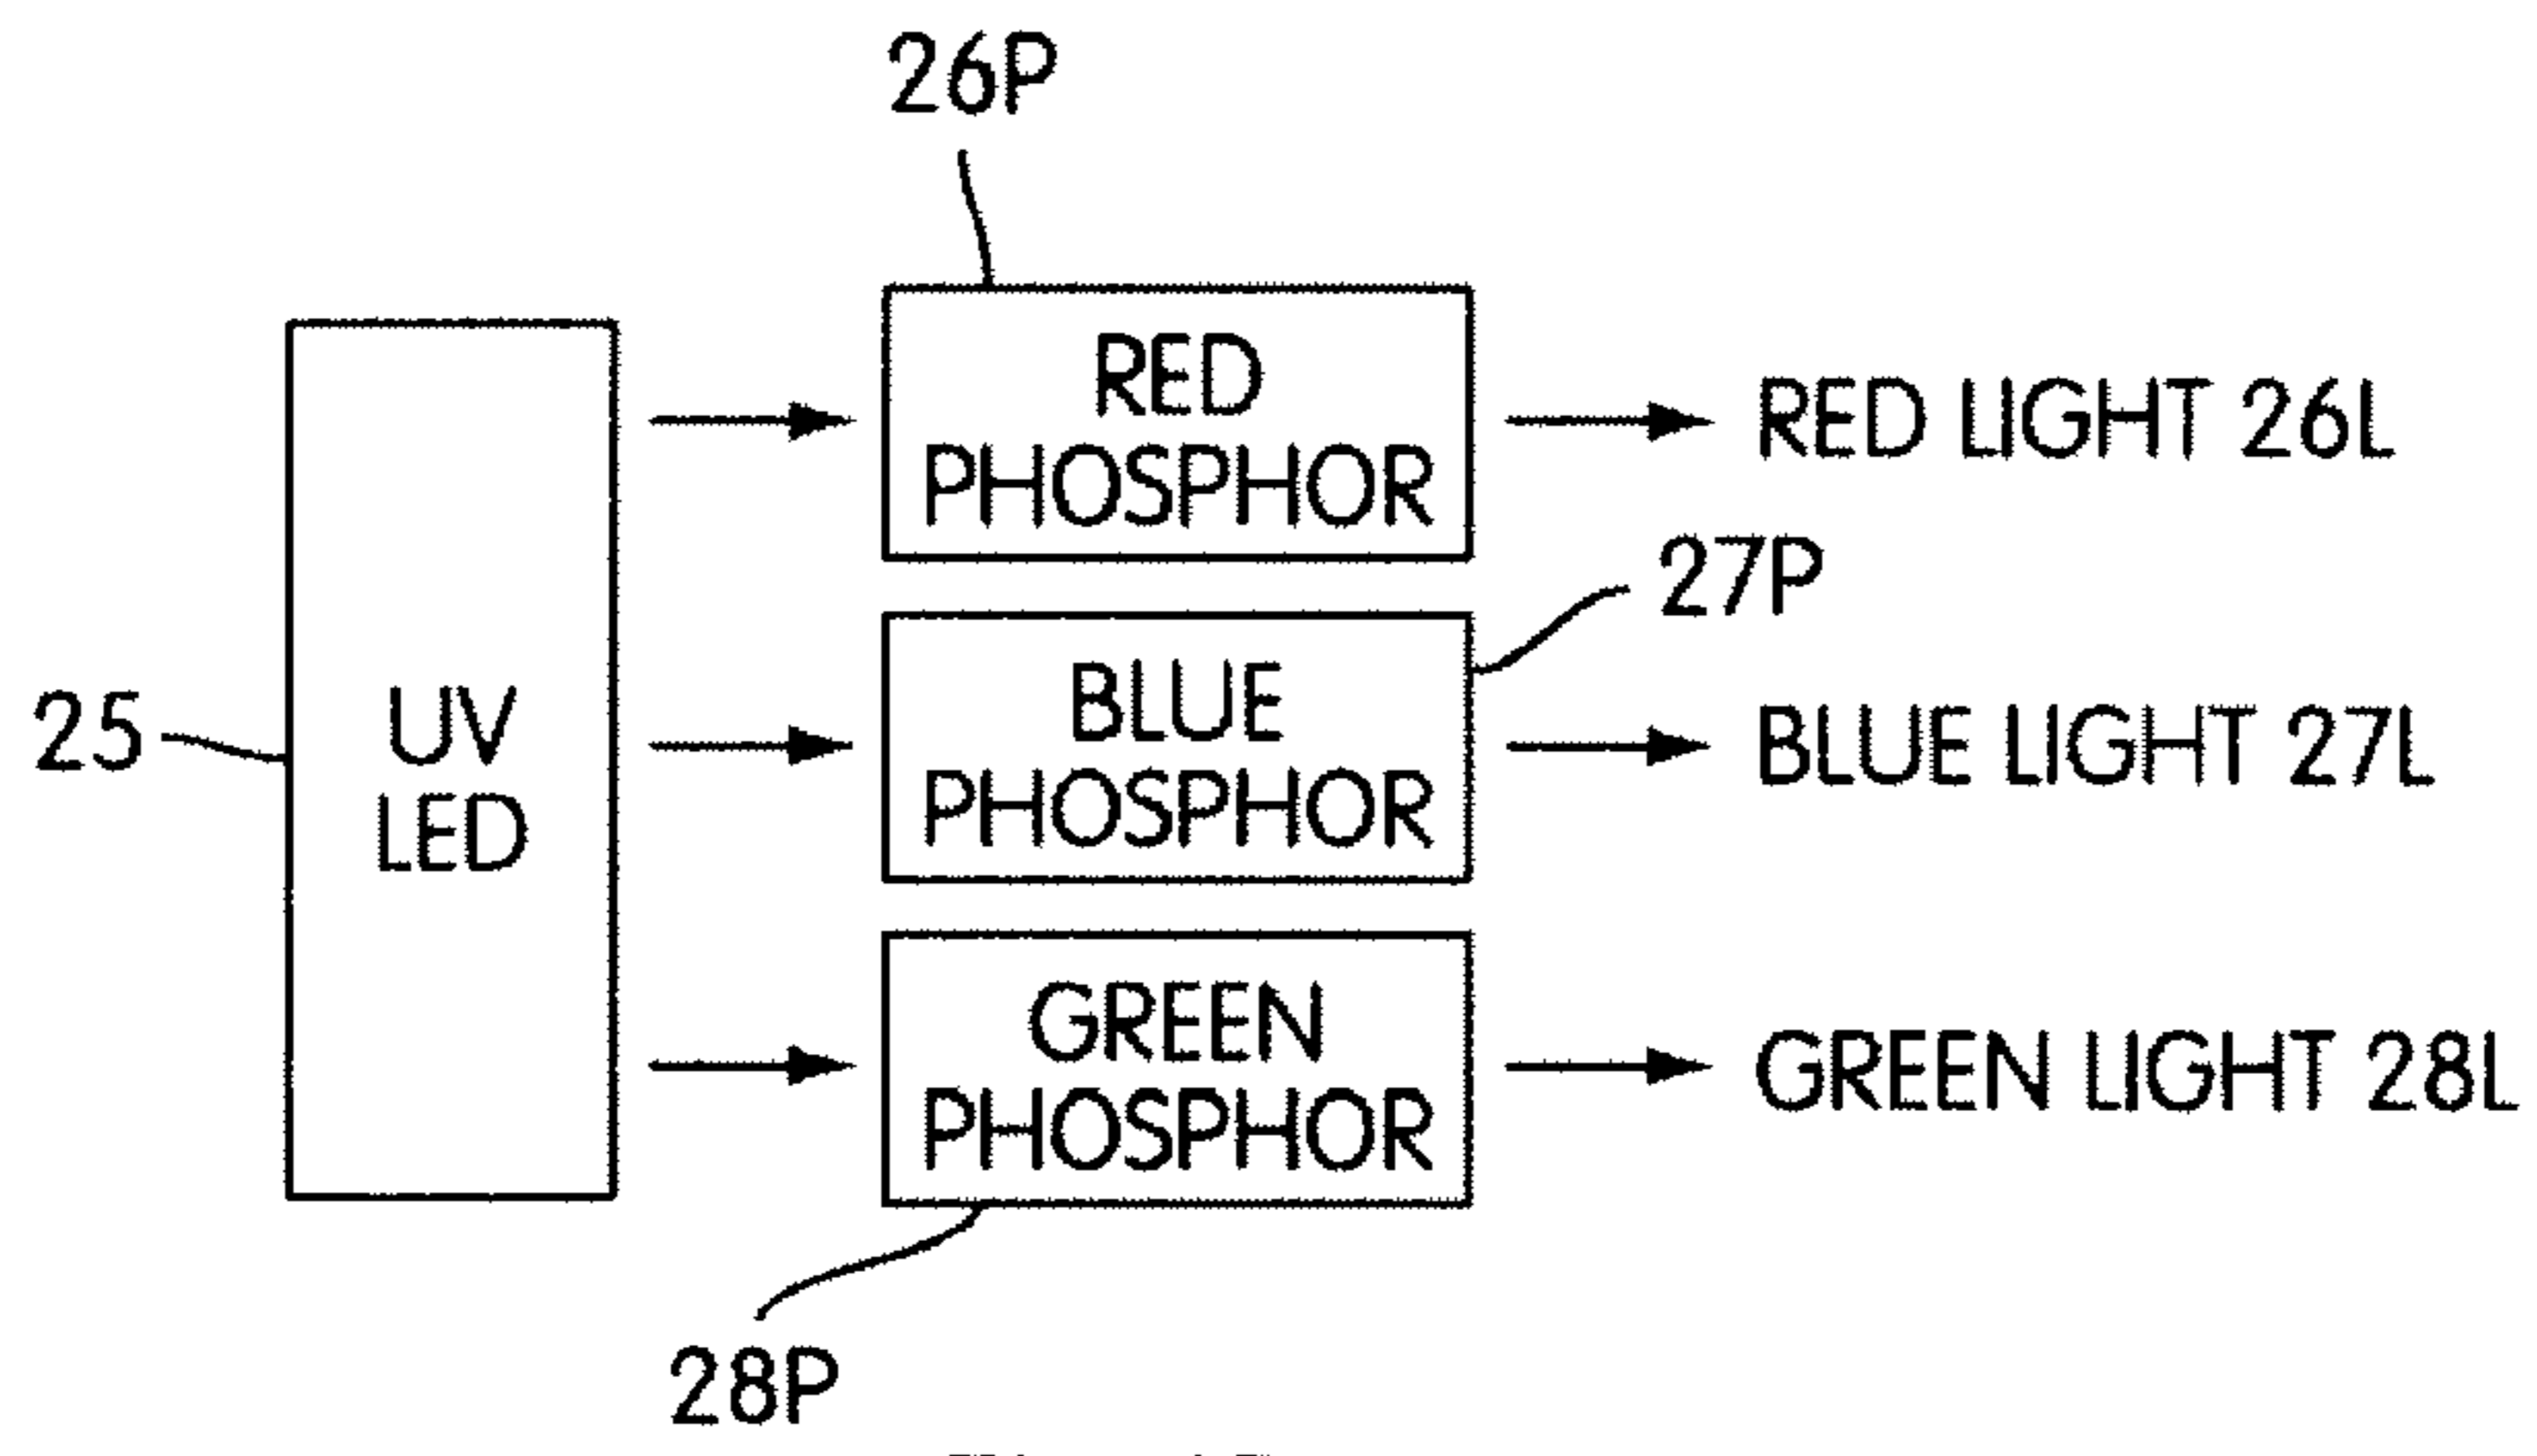 26P
RED
PHOSPHOR
RED LIGHT 26L
27P
25
UV
LED
BLUE
PHOSPHOR
BLUE LIGHT 27L
GREEN
PHOSPHOR
GREEN LIGHT 28L
28P